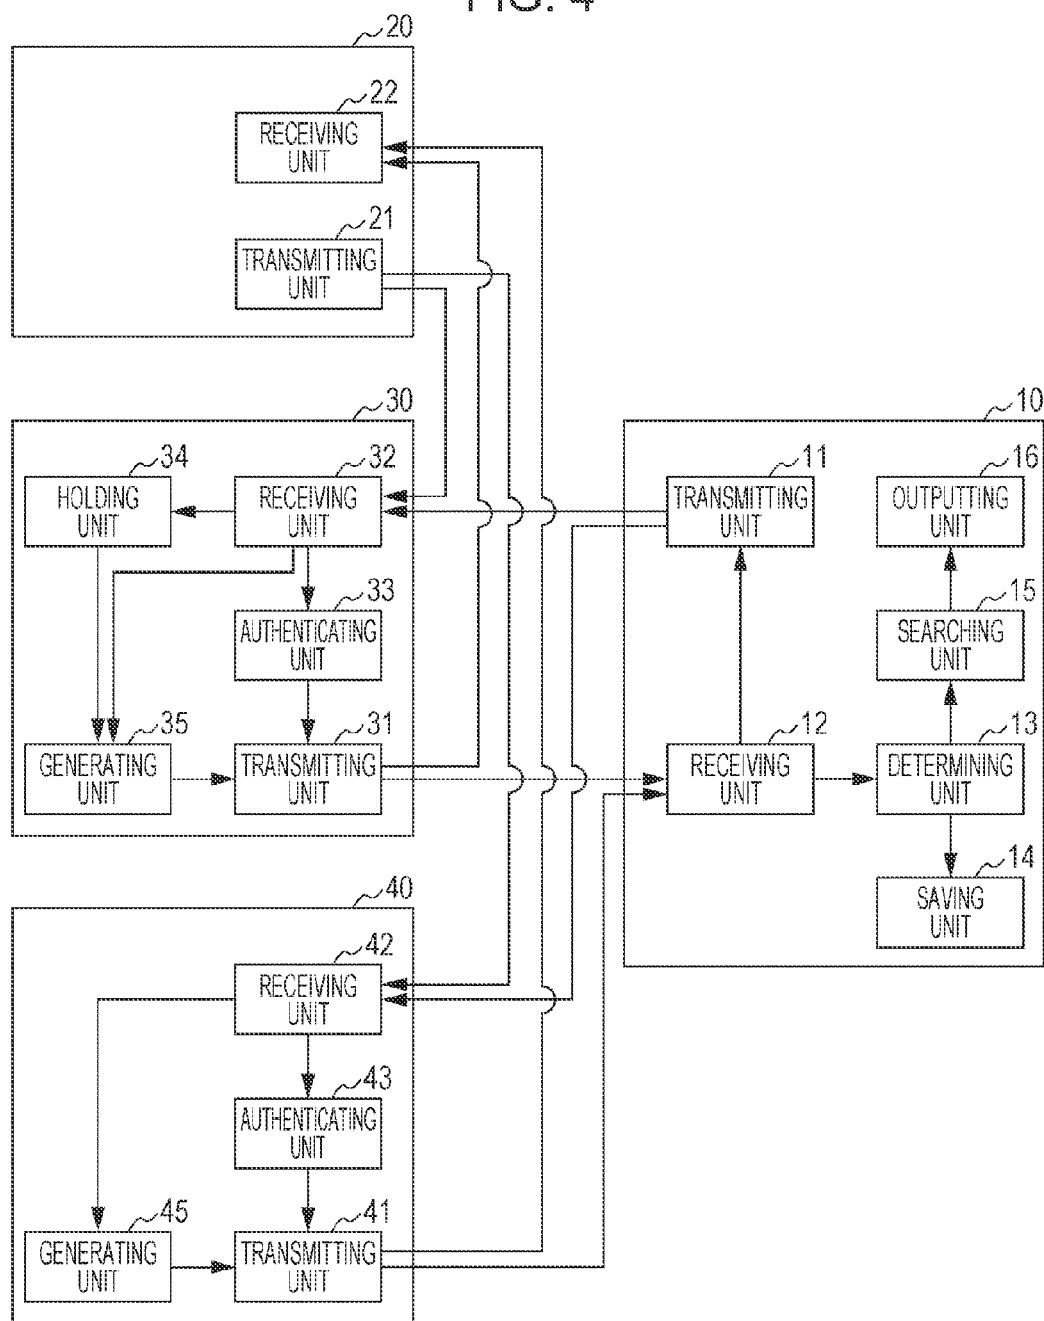 FIG. 4
20
22
RECEIVING
UNIT
21
TRANSMITTING
UNIT
30
34
HOLDING
UNIT
32
RECEIVING
UNIT
33
AUTHENTICATING
UNIT
35
GENERATING
UNIT
31
TRANSMITTING
UNIT
10
11
TRANSMITTING
UNIT
16
OUTPUTTING
UNIT
15
SEARCHING
UNIT
12
RECEIVING
UNIT
13
DETERMINING
UNIT
14
SAVING
UNIT
40
42
RECEIVING
UNIT
43
AUTHENTICATING
UNIT
45
GENERATING
UNIT
41
TRANSMITTING
UNIT